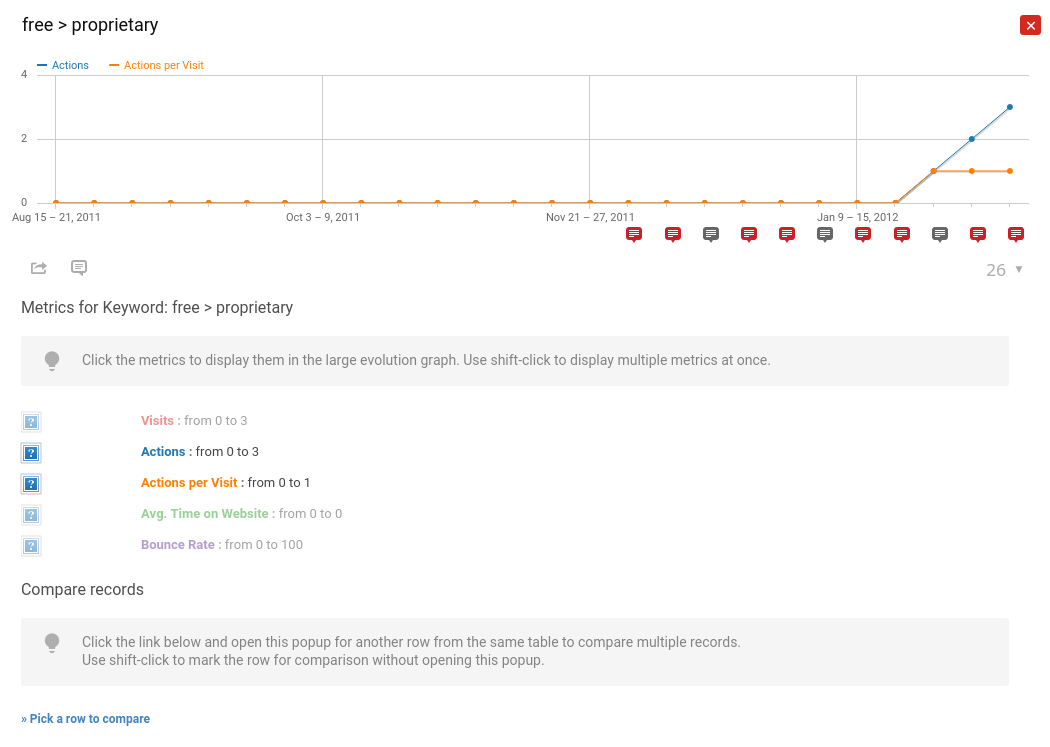 free > proprietary
Actions Actions per Visit
4
2
0
Aug 15 – 21, 2011 Oct 3 – 9, 2011 Nov 21 – 27, 2011 Jan 9 – 15, 2012
26
Metrics for Keyword: free > proprietary
Click the metrics to display them in the large evolution graph. Use shift-click to display multiple metrics at once.
? Visits : from 0 to 3
? Actions : from 0 to 3
? Actions per Visit : from 0 to 1
? Avg. Time on Website : from 0 to 0
? Bounce Rate : from 0 to 100
Compare records
Click the link below and open this popup for another row from the same table to compare multiple records.
Use shift-click to mark the row for comparison without opening this popup.
» Pick a row to compare